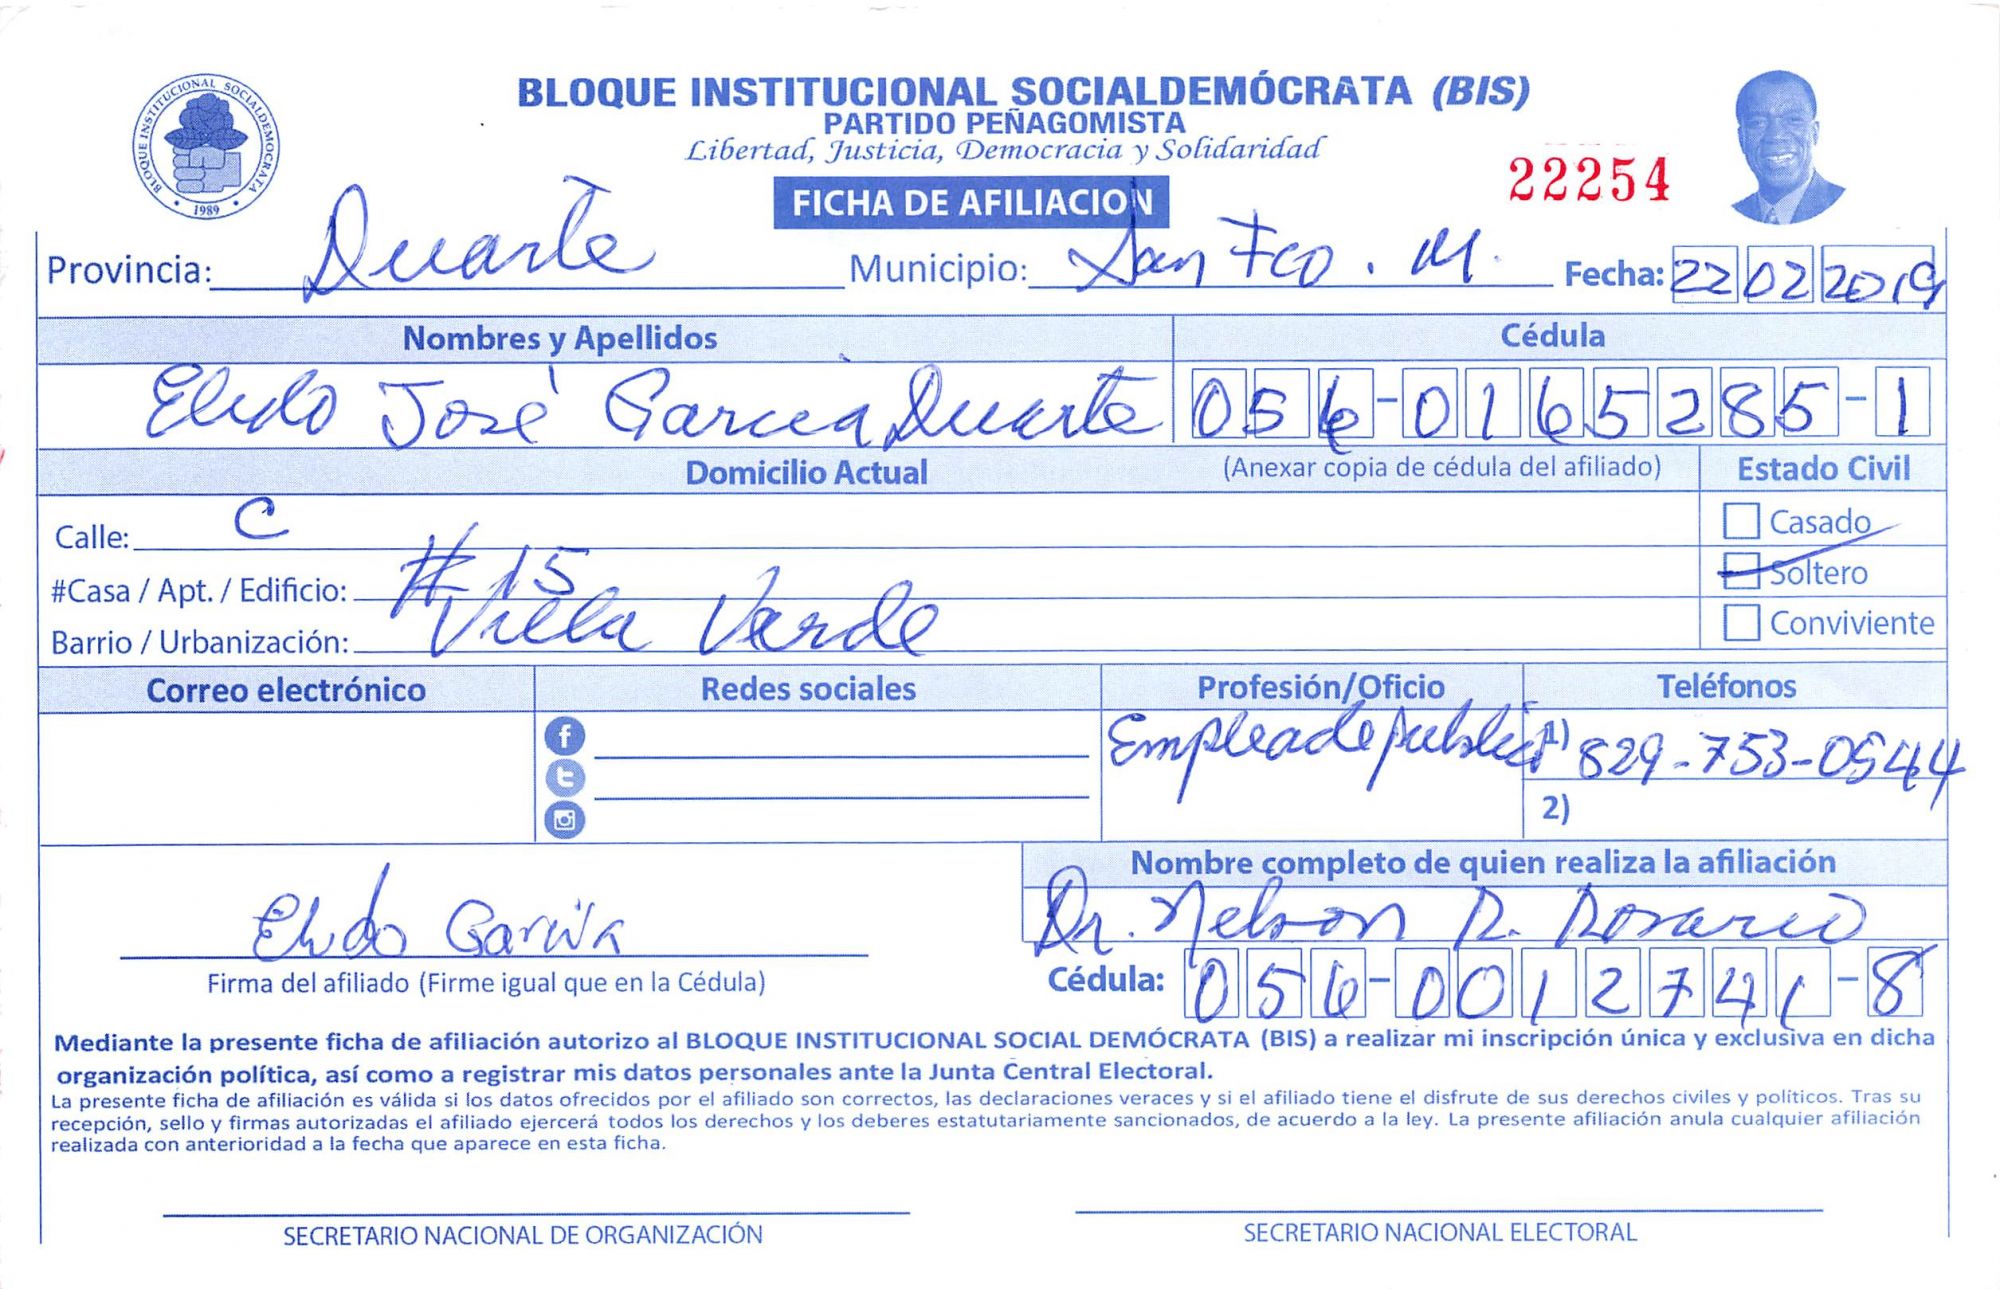 BLOQUE INSTITUCIONAL SOCIALDEMÓCRATA (BIS)
PARTIDO PEÑAGOMISTA
Libertad, Justicia, Democracia y Solidaridad
BLOQUE INSTITUCIONAL SOCIALDEMOCRATA
1989
22254
FICHA DE AFILIACION
Provincia: Duarte Municipio: San Fco. M. Fecha: 22 02 2019
Nombres y Apellidos Cédula
Elido José Garcia Duarte 056-0165285-1
Domicilio Actual (Anexar copia de cédula del afiliado) Estado Civil
Calle: C Casado
#Casa / Apt. / Edificio: # 15 Soltero
Barrio / Urbanización: Villa Verde Conviviente
Correo electrónico Redes sociales Profesión/Oficio Teléfonos
Empleado publico 1) 829-753-0544
2)
Nombre completo de quien realiza la afiliación
Elido Garcia Dr. Nelson R. Rosario
Firma del afiliado (Firme igual que en la Cédula) Cédula: 056-0012741-8
Mediante la presente ficha de afiliación autorizo al BLOQUE INSTITUCIONAL SOCIAL DEMÓCRATA (BIS) a realizar mi inscripción única y exclusiva en dicha
organización política, así como a registrar mis datos personales ante la Junta Central Electoral.
La presente ficha de afiliación es válida si los datos ofrecidos por el afiliado son correctos, las declaraciones veraces y si el afiliado tiene el disfrute de sus derechos civiles y políticos. Tras su
recepción, sello y firmas autorizadas el afiliado ejercerá todos los derechos y los deberes estatutariamente sancionados, de acuerdo a la ley. La presente afiliación anula cualquier afiliación
realizada con anterioridad a la fecha que aparece en esta ficha.
SECRETARIO NACIONAL DE ORGANIZACIÓN SECRETARIO NACIONAL ELECTORAL